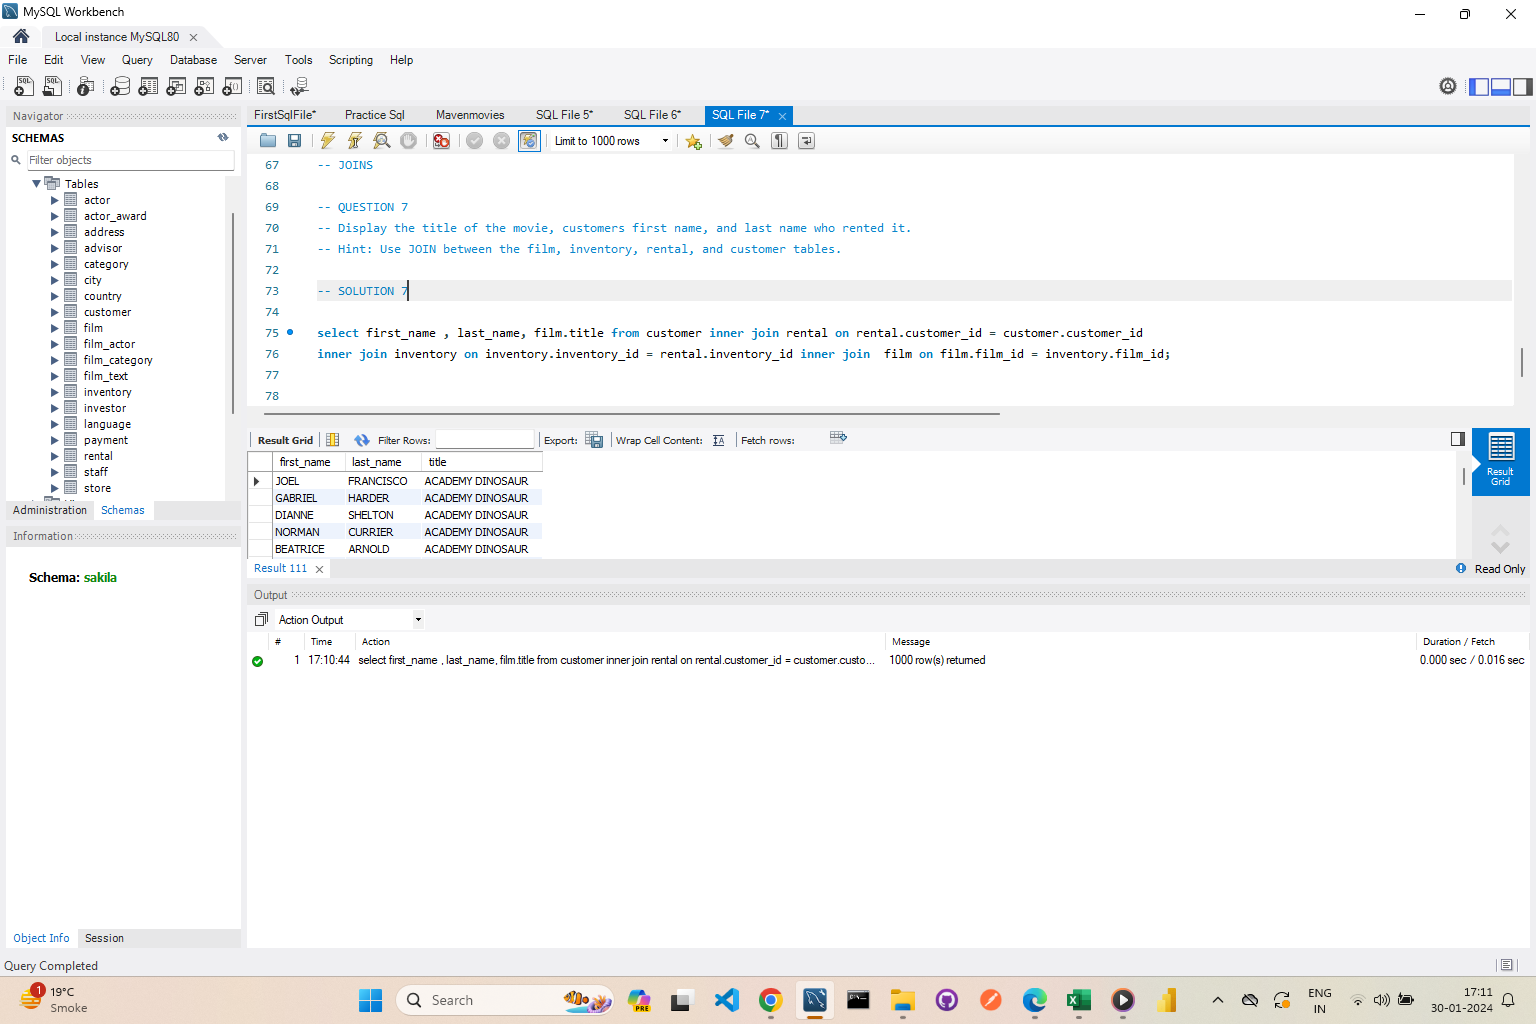 MySQL Workbench
Local instance MySQL80
File Edit View Query Database Server Tools Scripting Help
Navigator
SCHEMAS
Filter objects
Tables
actor
actor_award
address
advisor
category
city
country
customer
film
film_actor
film_category
film_text
inventory
investor
language
payment
rental
staff
store
Administration Schemas
Information
Schema: sakila
Object Info Session
FirstSqlFile* Practice Sql Mavenmovies SQL File 5* SQL File 6* SQL File 7*
Limit to 1000 rows
67 -- JOINS
68
69 -- QUESTION 7
70 -- Display the title of the movie, customers first name, and last name who rented it.
71 -- Hint: Use JOIN between the film, inventory, rental, and customer tables.
72
73 -- SOLUTION 7
74
75 select first_name , last_name, film.title from customer inner join rental on rental.customer_id = customer.customer_id
76 inner join inventory on inventory.inventory_id = rental.inventory_id inner join  film on film.film_id = inventory.film_id;
77
78
Result Grid Filter Rows: Export: Wrap Cell Content: Fetch rows:
first_name last_name title
JOEL FRANCISCO ACADEMY DINOSAUR
GABRIEL HARDER ACADEMY DINOSAUR
DIANNE SHELTON ACADEMY DINOSAUR
NORMAN CURRIER ACADEMY DINOSAUR
BEATRICE ARNOLD ACADEMY DINOSAUR
Result
Grid
Result 111 Read Only
Output
Action Output
# Time Action Message Duration / Fetch
1 17:10:44 select first_name , last_name, film.title from customer inner join rental on rental.customer_id = customer.custo... 1000 row(s) returned 0.000 sec / 0.016 sec
Query Completed
1 19°C
Smoke
Search
PRE
ENG
IN
17:11
30-01-2024